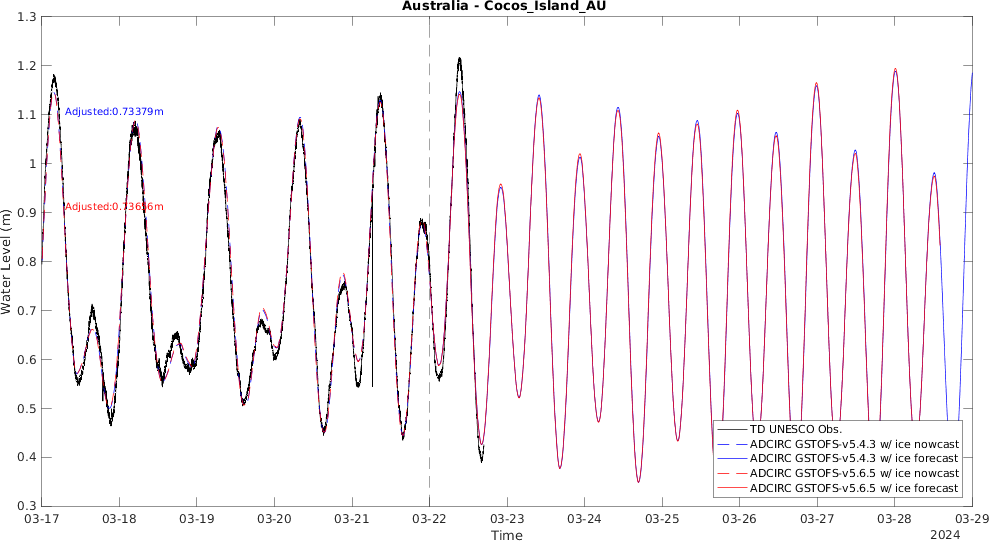 Australia - Cocos_Island_AU
Water Level (m)
1.3
1.2
1.1
1
0.9
0.8
0.7
0.6
0.5
0.4
0.3
Adjusted:0.73379m
Adjusted:0.73656m
TD UNESCO Obs.
ADCIRC GSTOFS-v5.4.3 w/ ice nowcast
ADCIRC GSTOFS-v5.4.3 w/ ice forecast
ADCIRC GSTOFS-v5.6.5 w/ ice nowcast
ADCIRC GSTOFS-v5.6.5 w/ ice forecast
03-17 03-18 03-19 03-20 03-21 03-22 03-23 03-24 03-25 03-26 03-27 03-28 03-29
Time
2024